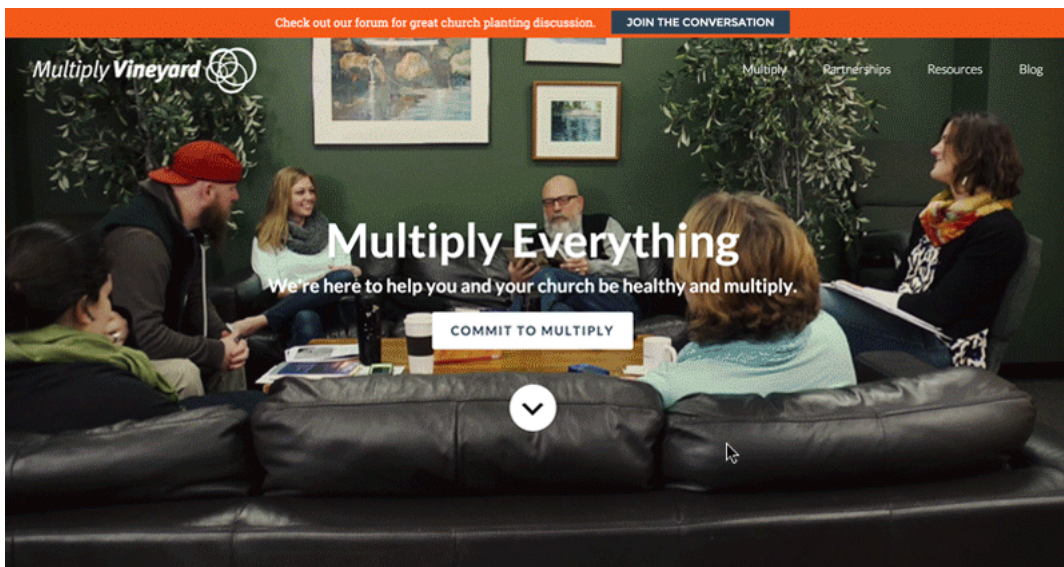 Check out our forum for great church planting discussion. JOIN THE CONVERSATION
Multiply Vineyard
Multiply Partnerships Resources Blog
Multiply Everything
We're here to help you and your church be healthy and multiply.
COMMIT TO MULTIPLY